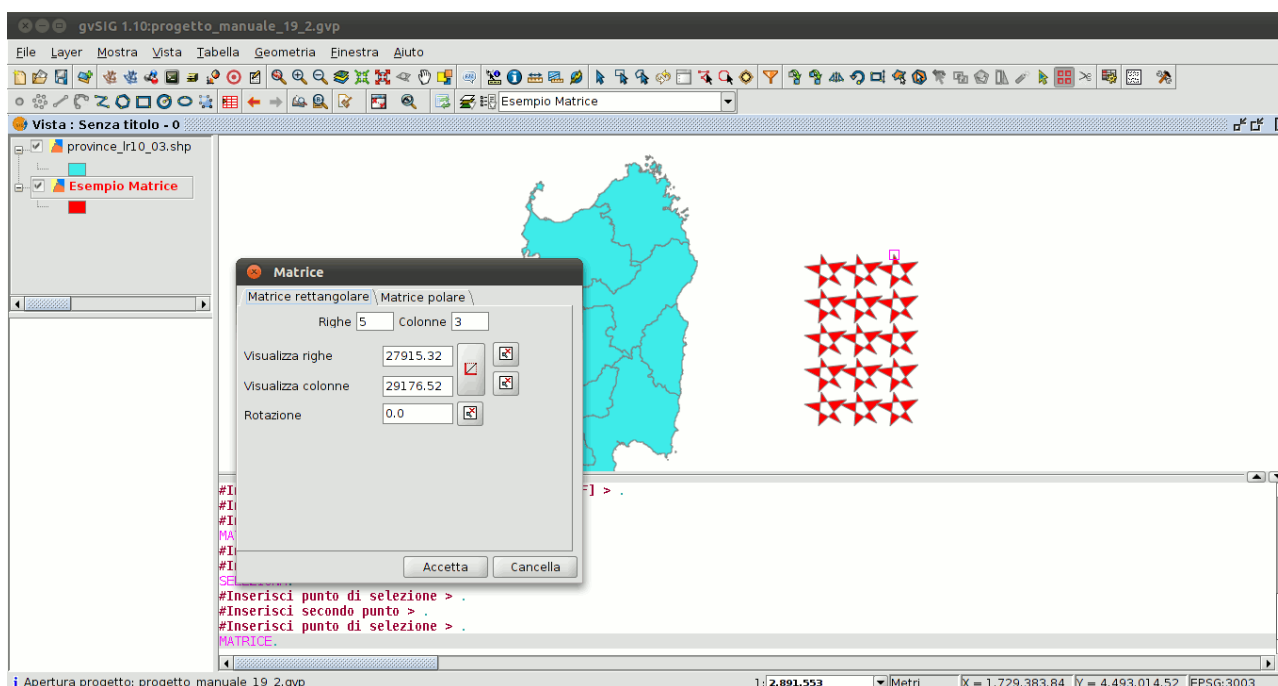 gvSIG 1.10:progetto_manuale_19_2.gvp
File Layer Mostra Vista Tabella Geometria Finestra Aiuto
Esempio Matrice
Vista : Senza titolo - 0
province_lr10_03.shp
Esempio Matrice
Matrice
Matrice rettangolare Matrice polare
Righe 5 Colonne 3
Visualizza righe 27915.32
Visualizza colonne 29176.52
Rotazione 0.0
Accetta Cancella
] > .
#Inserisci punto di selezione > .
#Inserisci secondo punto > .
#Inserisci punto di selezione > .
MATRICE.
Apertura progetto: progetto_manuale_19_2.gvp 1: 2.891.553 Metri X = 1.729.383,84 Y = 4.493.014,52 EPSG:3003